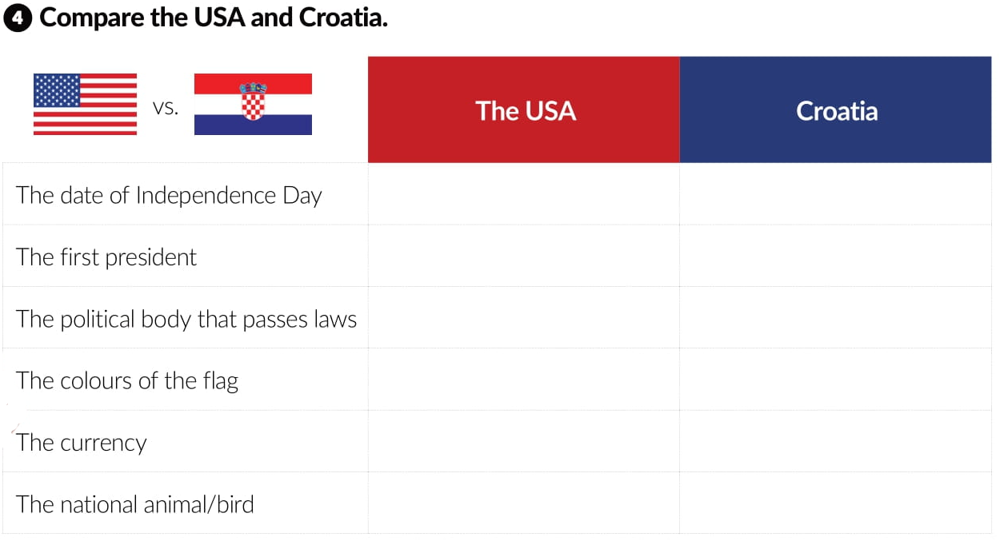 4 Compare the USA and Croatia.
vs.
The USA
Croatia
The date of Independence Day
The first president
The political body that passes laws
The colours of the flag
The currency
The national animal/bird